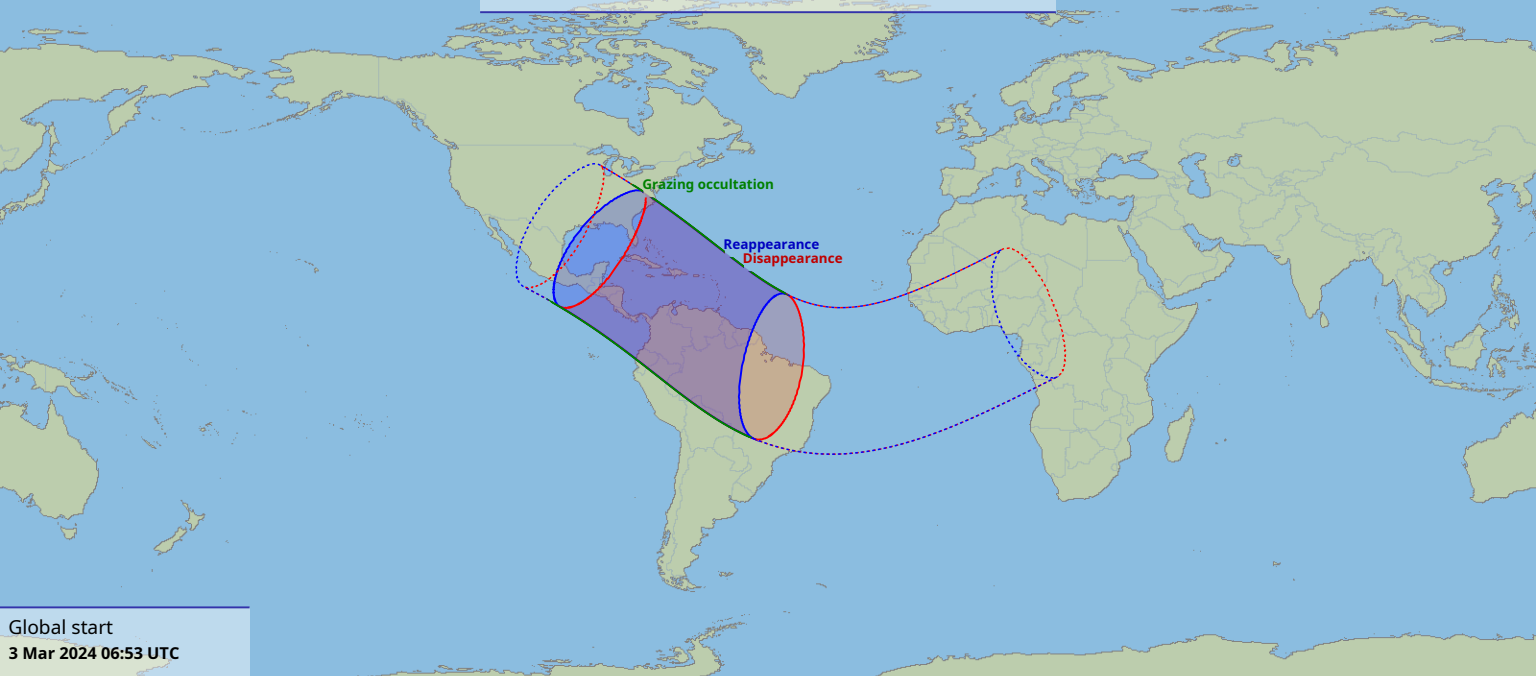 Grazing occultation
Reappearance
Disappearance
Global start
3 Mar 2024 06:53 UTC